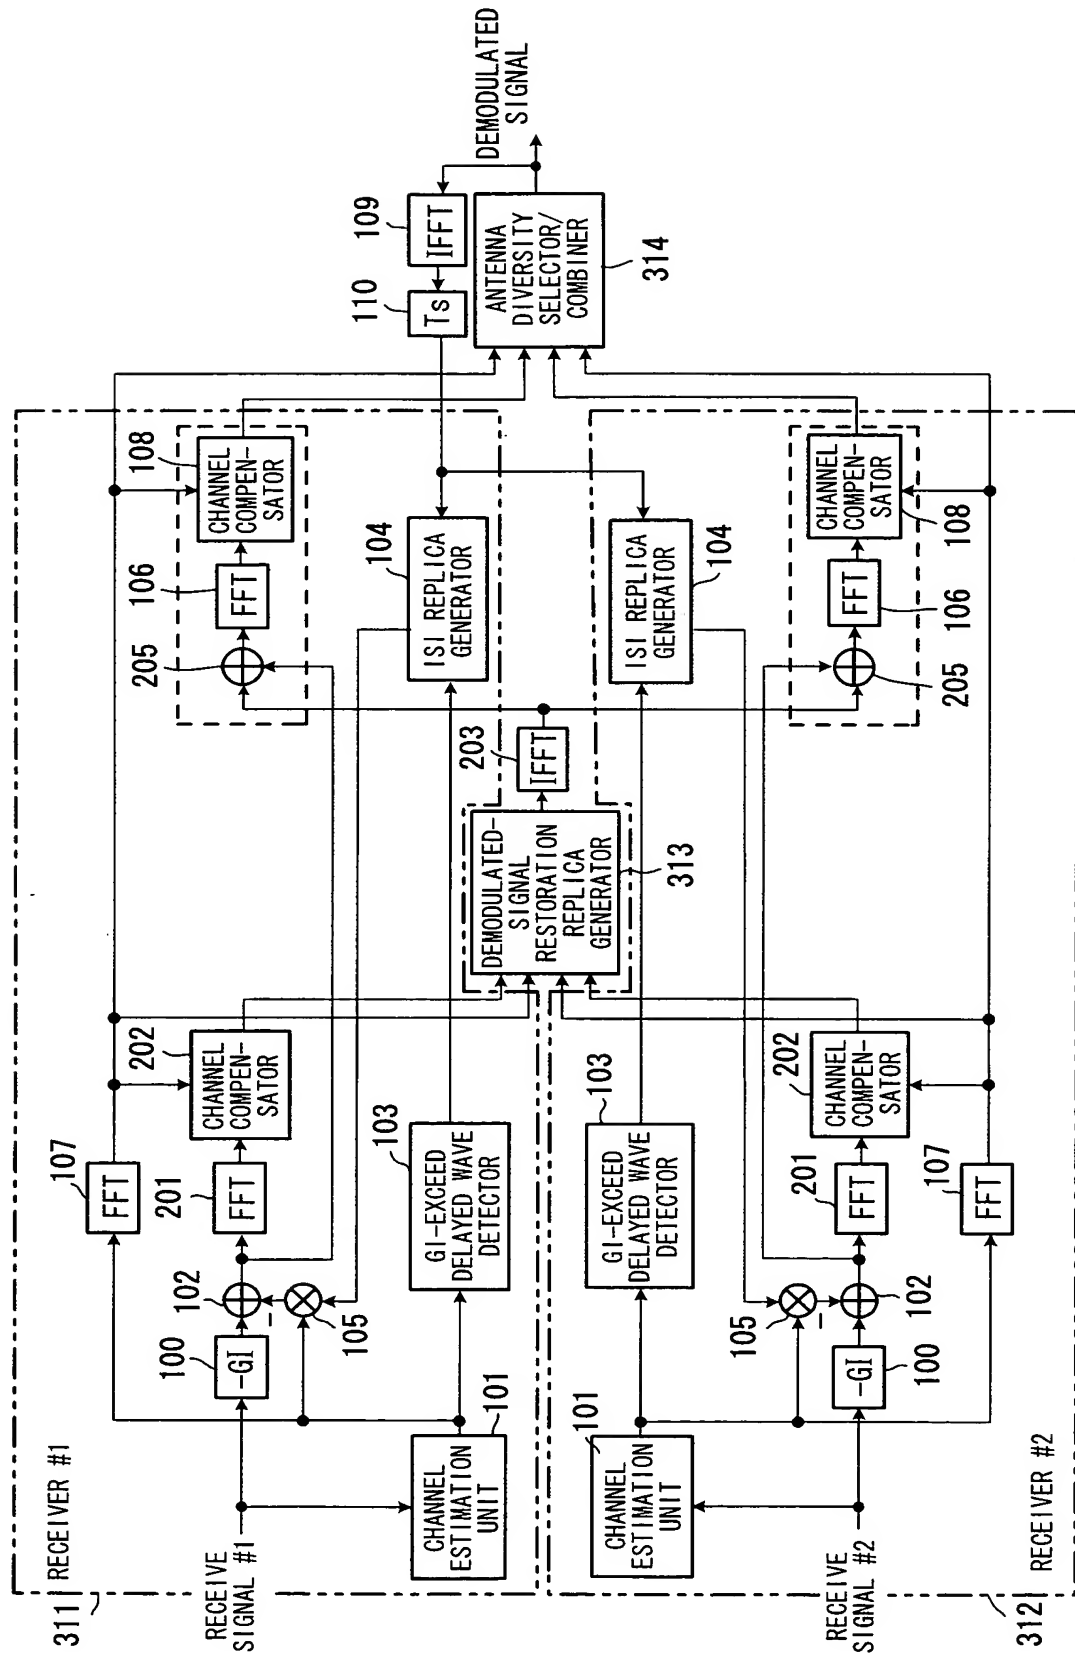 311
RECEIVER #1
RECEIVE
SIGNAL #1
CHANNEL
ESTIMATION
UNIT
101
100
-GI
102
-
105
107
FFT
201
FFT
202
CHANNEL
COMPEN-
SATOR
103
GI-EXCEED
DELAYED WAVE
DETECTOR
205
106
FFT
108
CHANNEL
COMPEN-
SATOR
104
ISI REPLICA
GENERATOR
110
Ts
109
IFFT
DEMODULATED
SIGNAL
ANTENNA
DIVERSITY
SELECTOR/
COMBINER
314
DEMODULATED-
SIGNAL
RESTORATION
REPLICA
GENERATOR
313
203
IFFT
312
RECEIVER #2
RECEIVE
SIGNAL #2
101
CHANNEL
ESTIMATION
UNIT
103
GI-EXCEED
DELAYED WAVE
DETECTOR
ISI REPLICA
GENERATOR
104
105
-
-GI
100
102
201
FFT
202
CHANNEL
COMPEN-
SATOR
107
FFT
205
FFT
106
CHANNEL
COMPEN-
SATOR
108